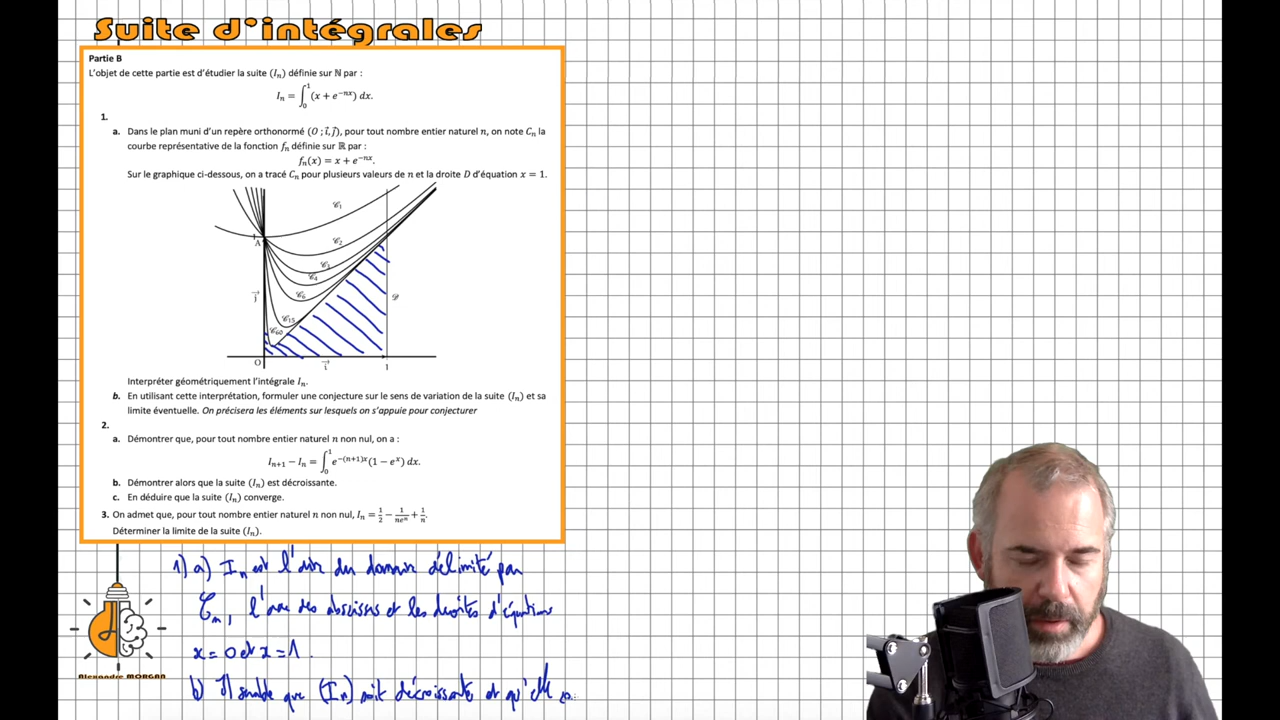 Suite d'intégrales
Partie B
L'objet de cette partie est d'étudier la suite (Iₙ) définie sur ℕ par :
Iₙ = ∫₀¹ (x + e⁻ⁿˣ) dx.
1.
a. Dans le plan muni d'un repère orthonormé (O ; i⃗, j⃗), pour tout nombre entier naturel n, on note Cₙ la
courbe représentative de la fonction fₙ définie sur ℝ par :
fₙ(x) = x + e⁻ⁿˣ.
Sur le graphique ci-dessous, on a tracé Cₙ pour plusieurs valeurs de n et la droite D d'équation x = 1.
𝒞₁
A
𝒞₂
𝒞₃
𝒞₄
j⃗
𝒞₆
𝒟
𝒞₁₅
𝒞₆₀
O
i⃗
1
Interpréter géométriquement l'intégrale Iₙ.
b. En utilisant cette interprétation, formuler une conjecture sur le sens de variation de la suite (Iₙ) et sa
limite éventuelle. On précisera les éléments sur lesquels on s'appuie pour conjecturer
2.
a. Démontrer que, pour tout nombre entier naturel n non nul, on a :
Iₙ₊₁ − Iₙ = ∫₀¹ e⁻⁽ⁿ⁺¹⁾ˣ(1 − eˣ) dx.
b. Démontrer alors que la suite (Iₙ) est décroissante.
c. En déduire que la suite (Iₙ) converge.
3. On admet que, pour tout nombre entier naturel n non nul, Iₙ = 1/2 − 1/(neⁿ) + 1/n.
Déterminer la limite de la suite (Iₙ).
1) a) Iₙ est l'aire du domaine délimité par
𝒞ₙ, l'axe des abscisses et les droites d'équations
x = 0 et x = 1.
b) Il semble que (Iₙ) soit décroissante et qu'elle
Alexandre MORGAN